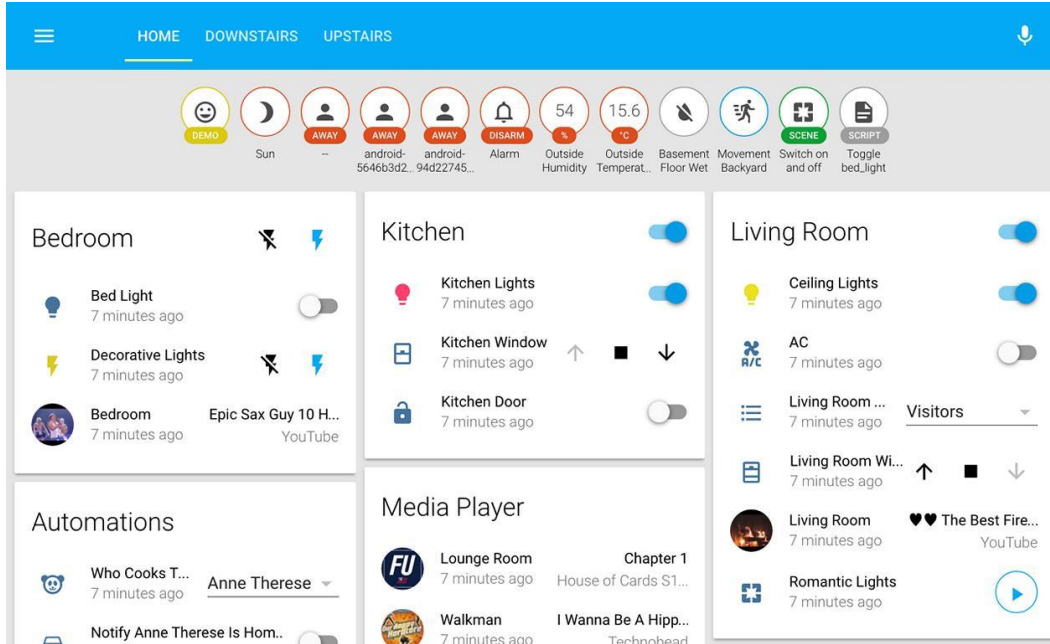 HOME DOWNSTAIRS UPSTAIRS
DEMO
Sun
AWAY
--
AWAY
android-
5646b3d2...
AWAY
android-
94d22745...
DISARM
Alarm
54
%
Outside
Humidity
15.6
°C
Outside
Temperat...
Basement
Floor Wet
Movement
Backyard
SCENE
Switch on
and off
SCRIPT
Toggle
bed_light
Bedroom
Bed Light
7 minutes ago
Decorative Lights
7 minutes ago
Bedroom Epic Sax Guy 10 H...
7 minutes ago YouTube
Automations
Who Cooks T... Anne Therese
7 minutes ago
Notify Anne Therese Is Hom..
Kitchen
Kitchen Lights
7 minutes ago
Kitchen Window
7 minutes ago
Kitchen Door
7 minutes ago
Media Player
FU
Lounge Room Chapter 1
7 minutes ago House of Cards S1...
Walkman I Wanna Be A Hipp...
7 minutes ago Technohead
Living Room
Ceiling Lights
7 minutes ago
A/C
AC
7 minutes ago
Living Room ... Visitors
7 minutes ago
Living Room Wi...
7 minutes ago
Living Room ♥♥ The Best Fire...
7 minutes ago YouTube
Romantic Lights
7 minutes ago